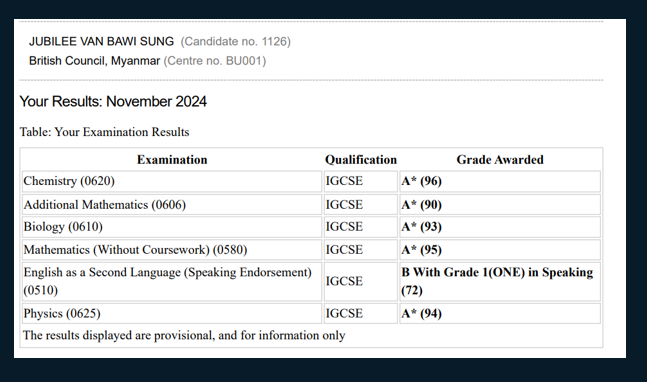 JUBILEE VAN BAWI SUNG (Candidate no. 1126)
British Council, Myanmar (Centre no. BU001)
Your Results: November 2024
Table: Your Examination Results
Examination Qualification Grade Awarded
Chemistry (0620) IGCSE A* (96)
Additional Mathematics (0606) IGCSE A* (90)
Biology (0610) IGCSE A* (93)
Mathematics (Without Coursework) (0580) IGCSE A* (95)
English as a Second Language (Speaking Endorsement)
(0510)
IGCSE
B With Grade 1(ONE) in Speaking
(72)
Physics (0625) IGCSE A* (94)
The results displayed are provisional, and for information only